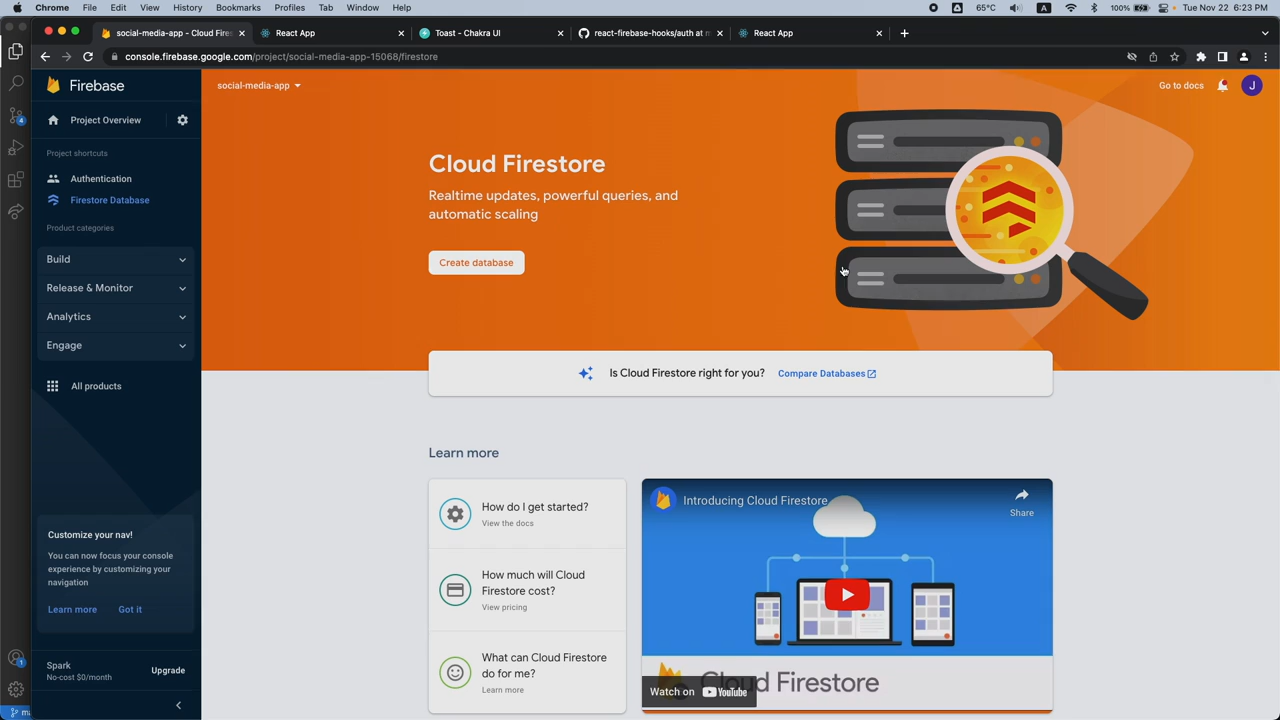 Chrome File Edit View History Bookmarks Profiles Tab Window Help 65°C A 100% Tue Nov 22 6:23 PM
social-media-app - Cloud Fires React App Toast - Chakra UI react-firebase-hooks/auth at m React App
console.firebase.google.com/project/social-media-app-15068/firestore
Firebase
Project Overview
Project shortcuts
Authentication
Firestore Database
Product categories
Build
Release & Monitor
Analytics
Engage
All products
Customize your nav!
You can now focus your console
experience by customizing your
navigation
Learn more Got it
Spark
No-cost $0/month
Upgrade
4
1
social-media-app
Go to docs
J
Cloud Firestore
Realtime updates, powerful queries, and
automatic scaling
Create database
Is Cloud Firestore right for you? Compare Databases
Learn more
How do I get started?
View the docs
How much will Cloud
Firestore cost?
View pricing
What can Cloud Firestore
do for me?
Learn more
Introducing Cloud Firestore
Share
Cloud Firestore
Watch on YouTube